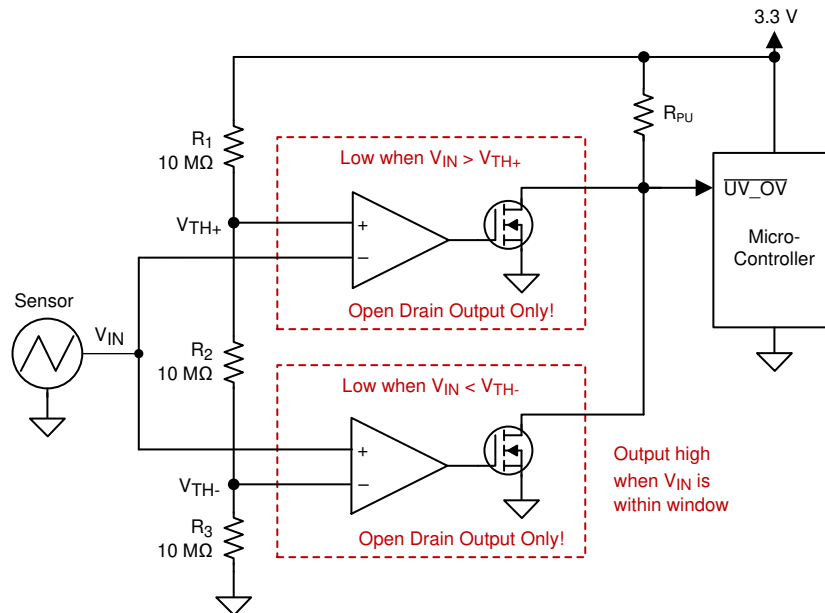 3.3 V
R1
10 MΩ
RPU
Low when VIN > VTH+
UV_OV
Micro-
Controller
VTH+
+
−
Open Drain Output Only!
Sensor
VIN
R2
10 MΩ
Low when VIN < VTH-
+
−
VTH-
Output high
when VIN is
within window
R3
10 MΩ
Open Drain Output Only!